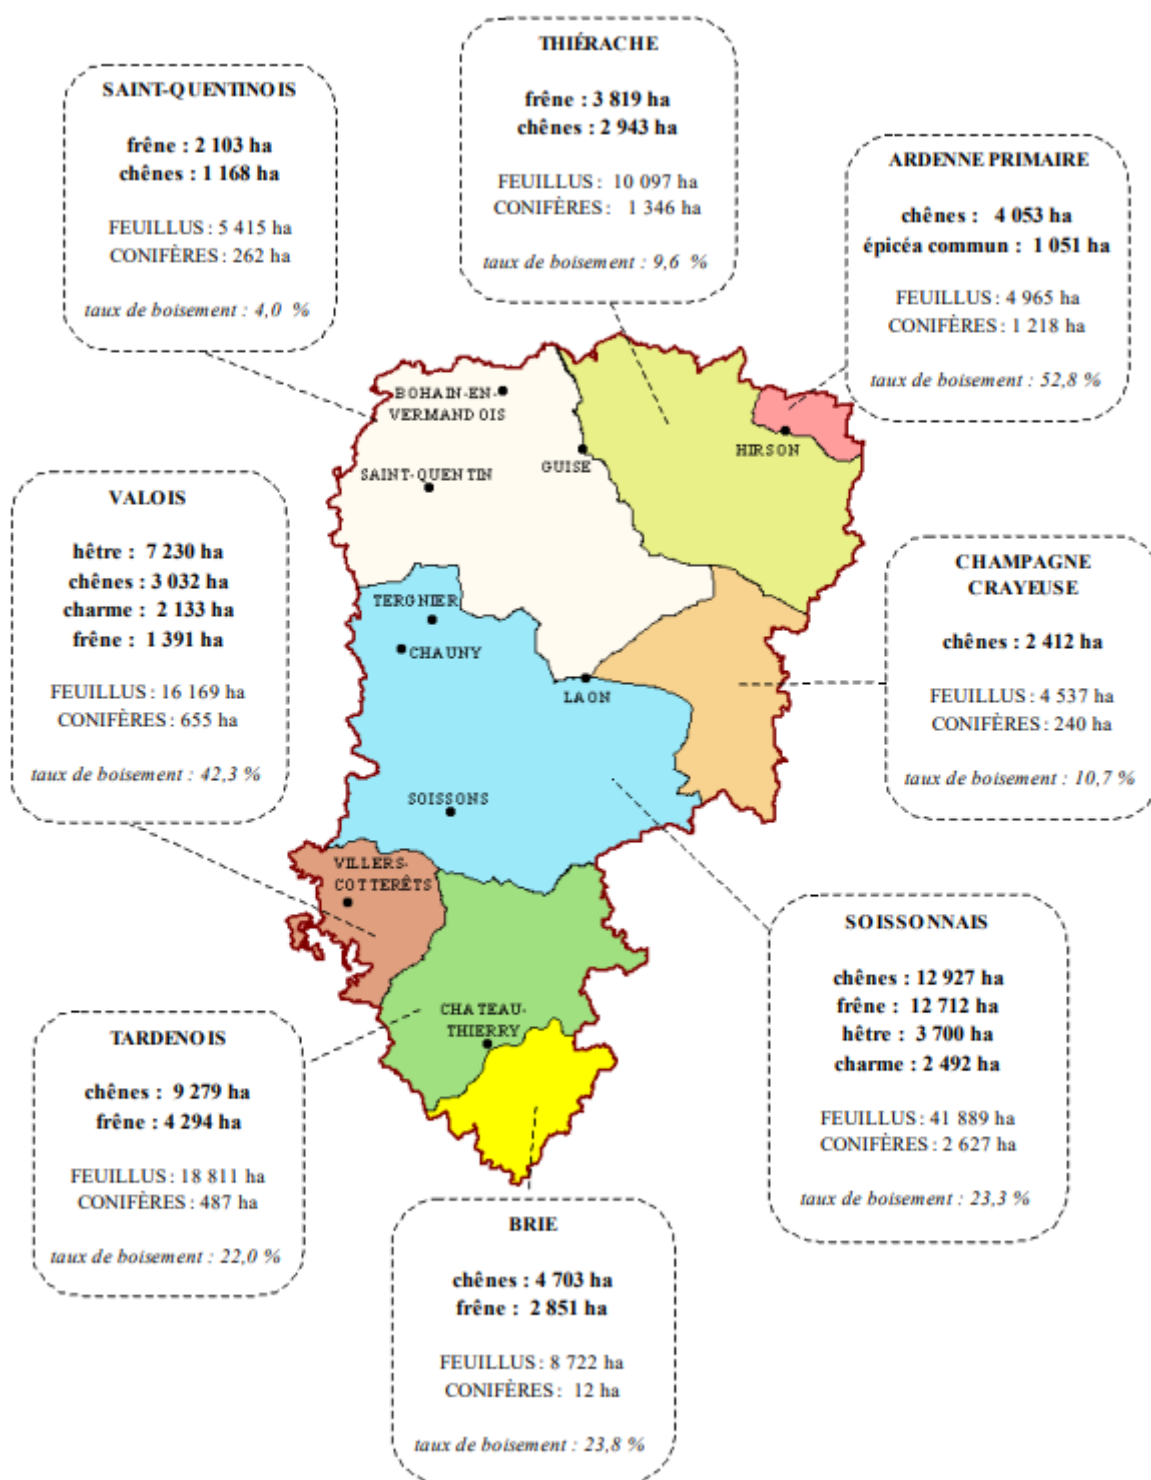 THIÉRACHE
frêne : 3 819 ha
chênes : 2 943 ha
FEUILLUS : 10 097 ha
CONIFÈRES : 1 346 ha
taux de boisement : 9,6 %
SAINT-QUENTINOIS
frêne : 2 103 ha
chênes : 1 168 ha
FEUILLUS : 5 415 ha
CONIFÈRES : 262 ha
taux de boisement : 4,0 %
ARDENNE PRIMAIRE
chênes : 4 053 ha
épicéa commun : 1 051 ha
FEUILLUS : 4 965 ha
CONIFÈRES : 1 218 ha
taux de boisement : 52,8 %
BOHAIN-EN-
VERMANDOIS
HIRSON
GUISE
SAINT-QUENTIN
VALOIS
hêtre : 7 230 ha
chênes : 3 032 ha
charme : 2 133 ha
frêne : 1 391 ha
FEUILLUS : 16 169 ha
CONIFÈRES : 655 ha
taux de boisement : 42,3 %
CHAMPAGNE
CRAYEUSE
chênes : 2 412 ha
FEUILLUS : 4 537 ha
CONIFÈRES : 240 ha
taux de boisement : 10,7 %
TERGNIER
CHAUNY
LAON
SOISSONS
VILLERS-
COTTERÊTS
CHATEAU-
THIERRY
SOISSONNAIS
chênes : 12 927 ha
frêne : 12 712 ha
hêtre : 3 700 ha
charme : 2 492 ha
FEUILLUS : 41 889 ha
CONIFÈRES : 2 627 ha
taux de boisement : 23,3 %
TARDENOIS
chênes : 9 279 ha
frêne : 4 294 ha
FEUILLUS : 18 811 ha
CONIFÈRES : 487 ha
taux de boisement : 22,0 %
BRIE
chênes : 4 703 ha
frêne : 2 851 ha
FEUILLUS : 8 722 ha
CONIFÈRES : 12 ha
taux de boisement : 23,8 %